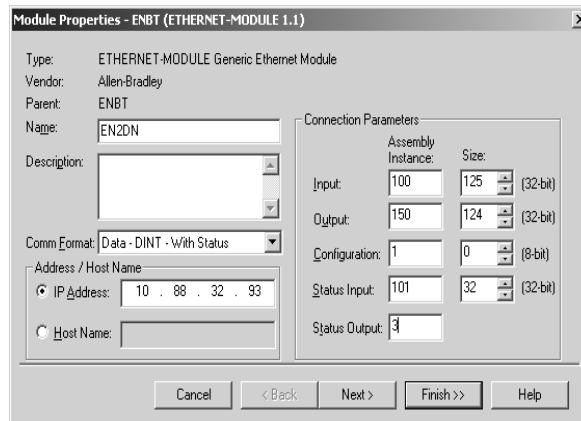 Module Properties - ENBT (ETHERNET-MODULE 1.1)
Type: ETHERNET-MODULE Generic Ethernet Module
Vendor: Allen-Bradley
Parent: ENBT
Name: EN2DN
Description:
Comm Format: Data - DINT - With Status
Address / Host Name
IP Address: 10 . 88 . 32 . 93
Host Name:
Connection Parameters
Assembly Instance: Size:
Input: 100 125 (32-bit)
Output: 150 124 (32-bit)
Configuration: 1 0 (8-bit)
Status Input: 101 32 (32-bit)
Status Output: 3
Cancel < Back Next > Finish >> Help